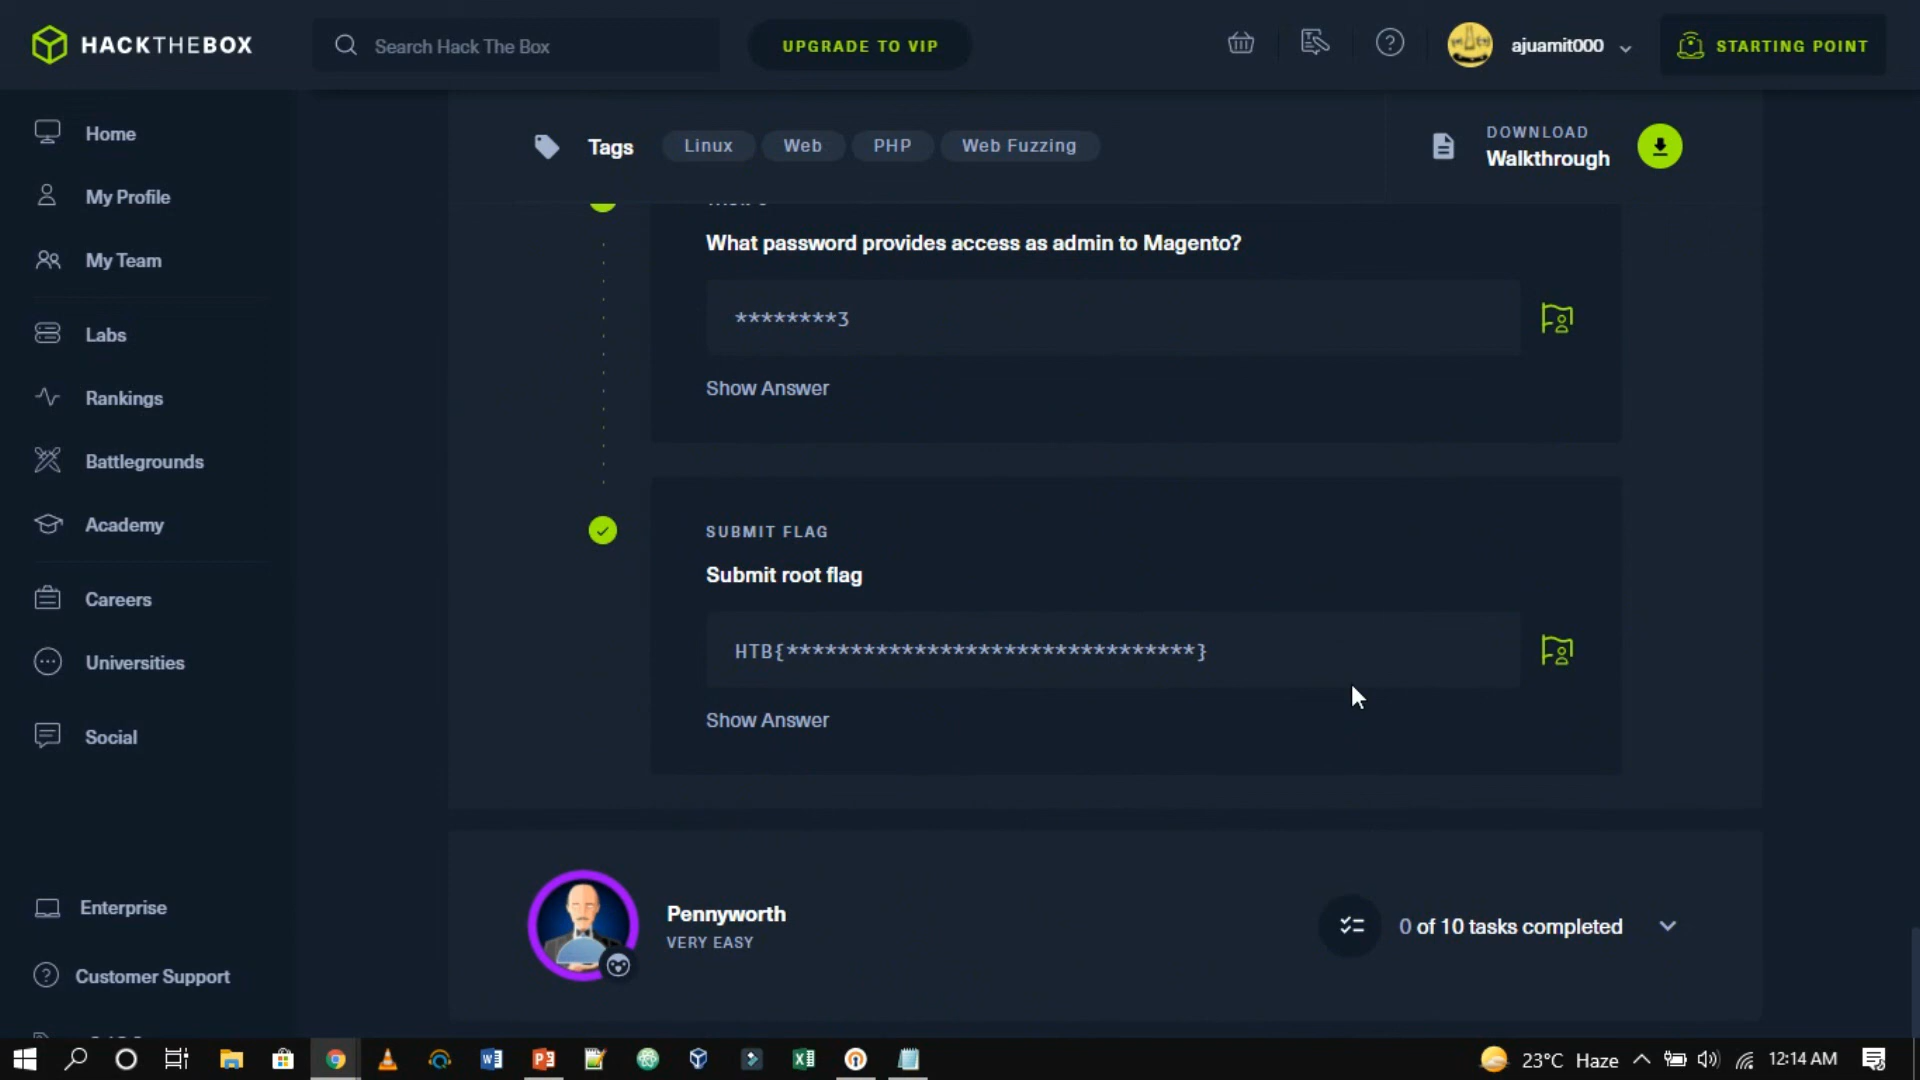 HACKTHEBOX
Search Hack The Box
UPGRADE TO VIP
ajuamit000
STARTING POINT
Home
My Profile
My Team
Labs
Rankings
Battlegrounds
Academy
Careers
Universities
Social
Enterprise
Customer Support
Tags
Linux
Web
PHP
Web Fuzzing
DOWNLOAD
Walkthrough
What password provides access as admin to Magento?
********3
Show Answer
SUBMIT FLAG
Submit root flag
HTB{********************************}
Show Answer
Pennyworth
VERY EASY
0 of 10 tasks completed
23°C Haze
12:14 AM